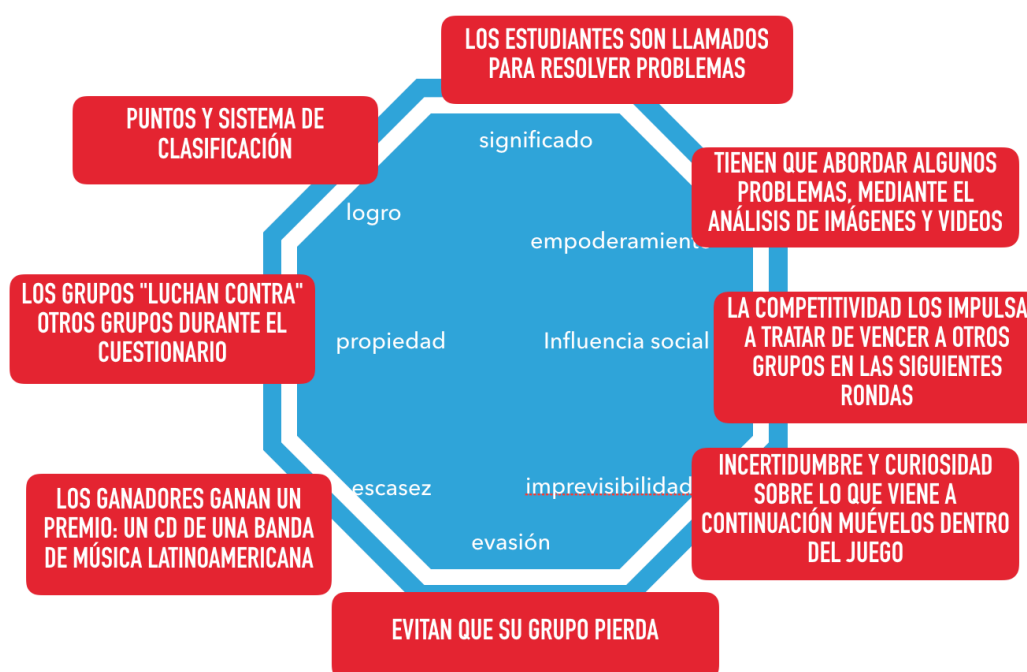 LOS ESTUDIANTES SON LLAMADOS
PARA RESOLVER PROBLEMAS
PUNTOS Y SISTEMA DE
CLASIFICACIÓN
significado
TIENEN QUE ABORDAR ALGUNOS
PROBLEMAS, MEDIANTE EL
ANÁLISIS DE IMÁGENES Y VIDEOS
logro
empoderamiento
LOS GRUPOS "LUCHAN CONTRA"
OTROS GRUPOS DURANTE EL
CUESTIONARIO
propiedad
Influencia social
LA COMPETITIVIDAD LOS IMPULSA
A TRATAR DE VENCER A OTROS
GRUPOS EN LAS SIGUIENTES
RONDAS
LOS GANADORES GANAN UN
PREMIO: UN CD DE UNA BANDA
DE MÚSICA LATINOAMERICANA
escasez
imprevisibilidad
INCERTIDUMBRE Y CURIOSIDAD
SOBRE LO QUE VIENE A
CONTINUACIÓN MUÉVELOS DENTRO
DEL JUEGO
evasión
EVITAN QUE SU GRUPO PIERDA